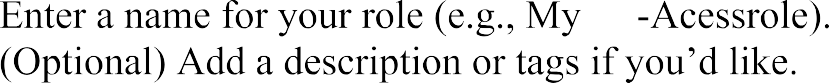 Enter a name for your role (e.g., My -Acessrole).
(Optional) Add a description or tags if you’d like.